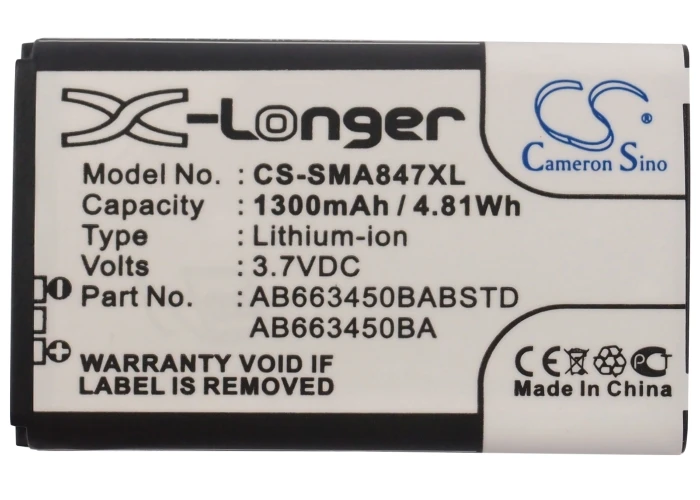 X-Longer
CS®
Cameron Sino
Model No. : CS-SMA847XL
Capacity : 1300mAh / 4.81Wh
Type : Lithium-ion
Volts : 3.7VDC
Part No. : AB663450BABSTD
AB663450BA
WARRANTY VOID IF
LABEL IS REMOVED
CE PCT
Made in China